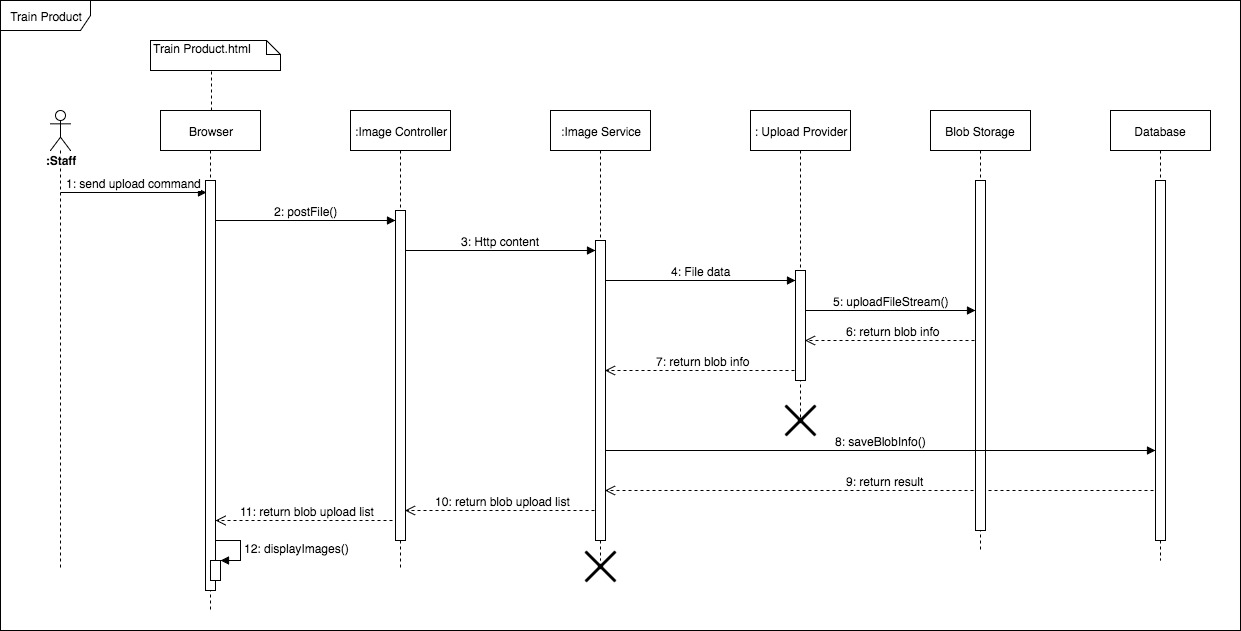 Train Product
Train Product.html
:Staff
Browser
:Image Controller
:Image Service
: Upload Provider
Blob Storage
Database
1: send upload command
2: postFile()
3: Http content
4: File data
5: uploadFileStream()
6: return blob info
7: return blob info
8: saveBlobInfo()
9: return result
10: return blob upload list
11: return blob upload list
12: displayImages()